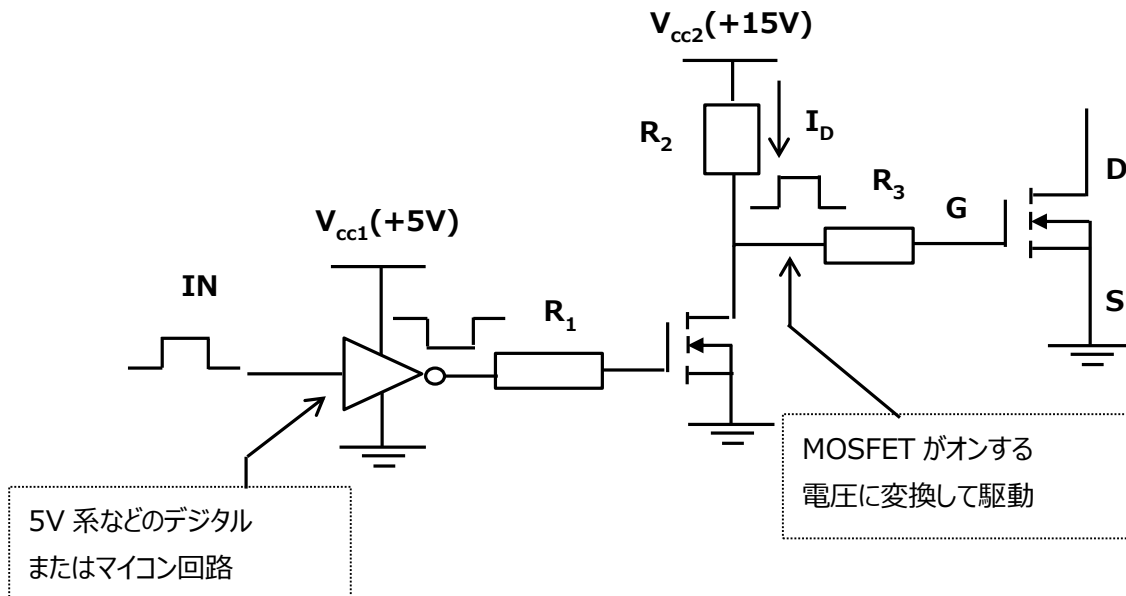 Vcc2(+15V)
R2
ID
R3
G
D
S
Vcc1(+5V)
IN
R1
MOSFET がオンする
電圧に変換して駆動
5V 系などのデジタル
またはマイコン回路